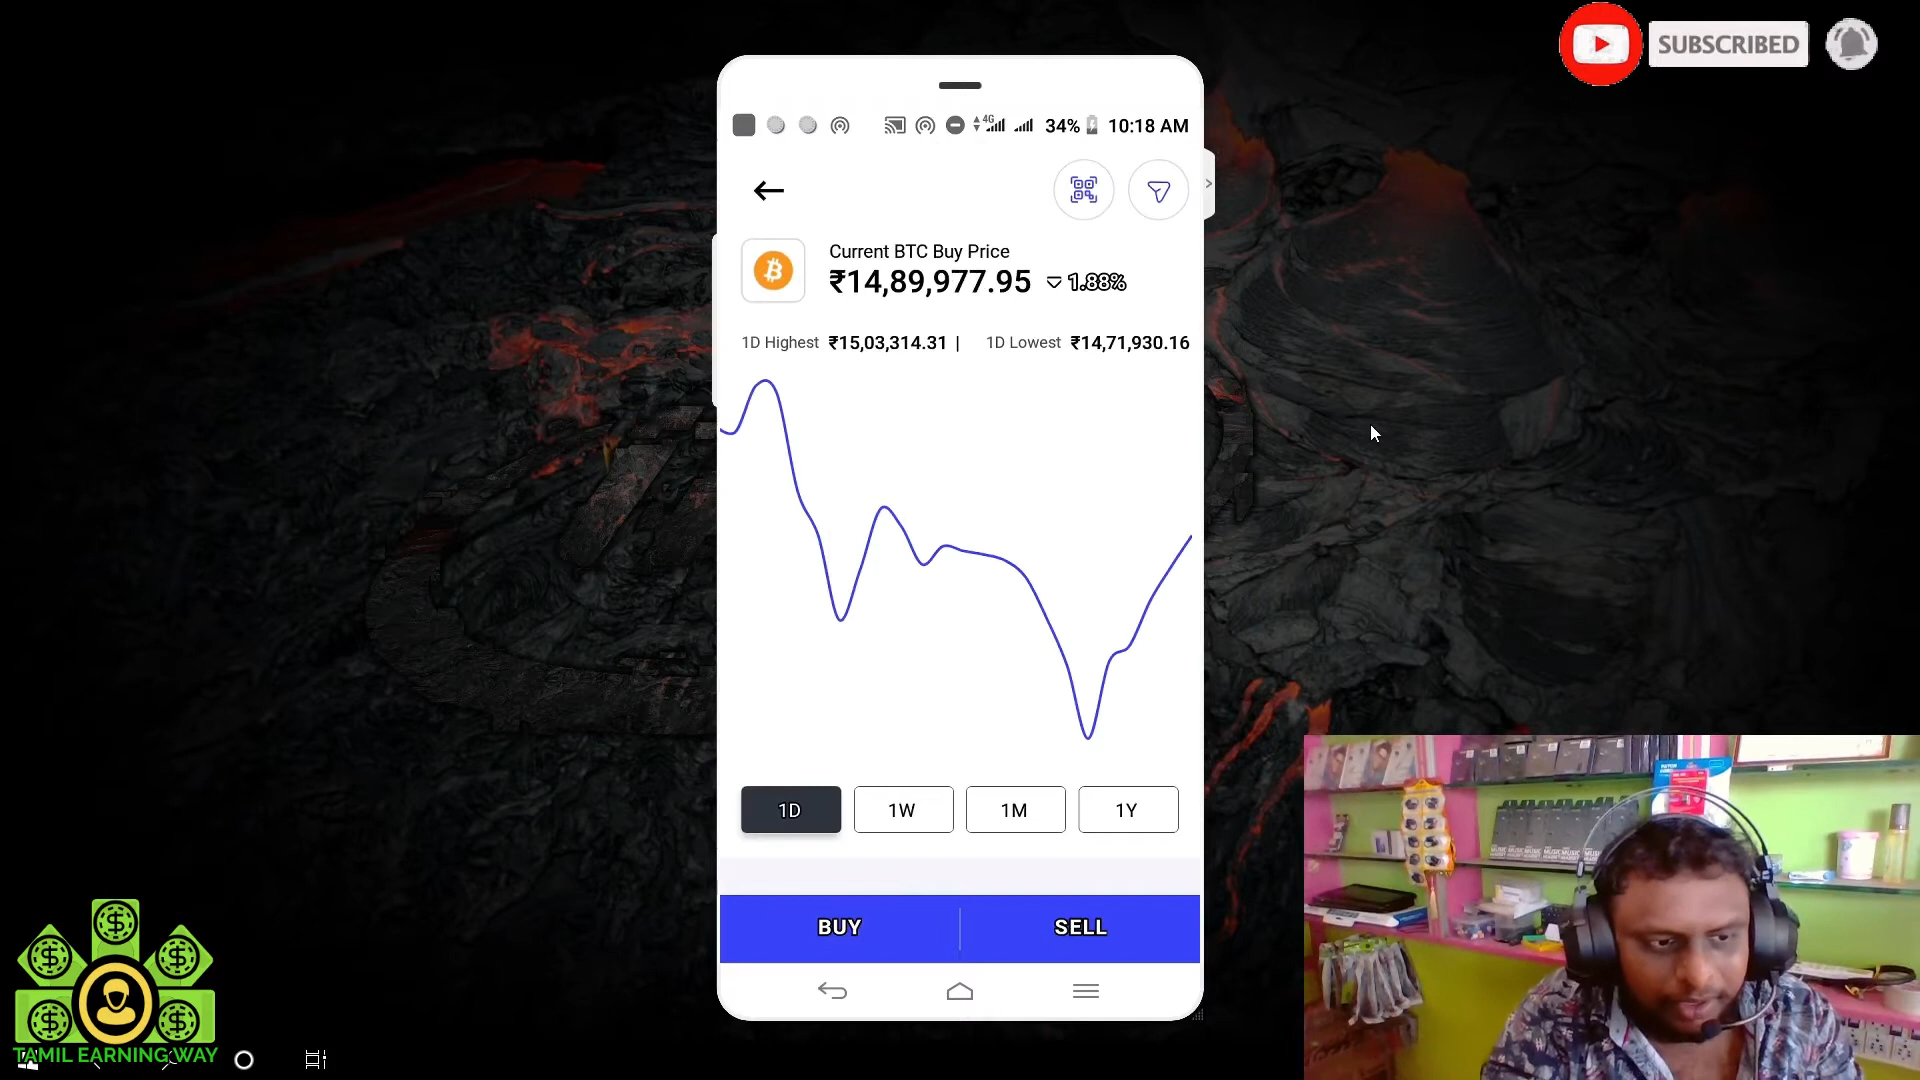 SUBSCRIBED
4G 34% 10:18 AM
Current BTC Buy Price
₹14,89,977.95 1.88%
1D Highest ₹15,03,314.31 | 1D Lowest ₹14,71,930.16
1D 1W 1M 1Y
BUY SELL
TAMIL EARNING WAY